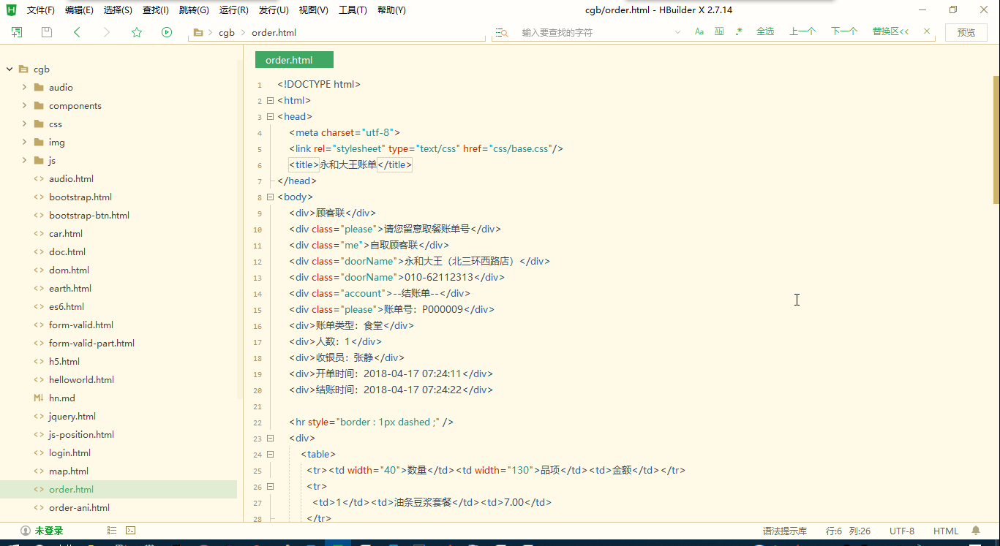 文件(F) 编辑(E) 选择(S) 查找(I) 跳转(G) 运行(R) 发行(U) 视图(V) 工具(T) 帮助(Y) cgb/order.html - HBuilder X 2.7.14
cgb order.html 输入要查找的字符 Aa 全选 上一个 下一个 替换区<< 预览
cgb
audio
components
css
img
js
audio.html
bootstrap.html
bootstrap-btn.html
car.html
doc.html
dom.html
earth.html
es6.html
form-valid.html
form-valid-part.html
h5.html
helloworld.html
hn.md
jquery.html
js-position.html
login.html
map.html
order.html
order-ani.html
order.html
1 <!DOCTYPE html>
2 <html>
3 <head>
4 <meta charset="utf-8">
5 <link rel="stylesheet" type="text/css" href="css/base.css"/>
6 <title>永和大王账单</title>
7 </head>
8 <body>
9 <div>顾客联</div>
10 <div class="please">请您留意取餐账单号</div>
11 <div class="me">自取顾客联</div>
12 <div class="doorName">永和大王（北三环西路店）</div>
13 <div class="doorName">010-62112313</div>
14 <div class="account">--结账单--</div>
15 <div class="please">账单号：P000009</div>
16 <div>账单类型：食堂</div>
17 <div>人数：1</div>
18 <div>收银员：张静</div>
19 <div>开单时间：2018-04-17 07:24:11</div>
20 <div>结账时间：2018-04-17 07:24:22</div>
21
22 <hr style="border : 1px dashed ;" />
23 <div>
24 <table>
25 <tr><td width="40">数量</td><td width="130">品项</td><td>金额</td></tr>
26 <tr>
27 <td>1</td><td>油条豆浆套餐</td><td>7.00</td>
28 </tr>
未登录 语法提示库 行:6 列:26 UTF-8 HTML